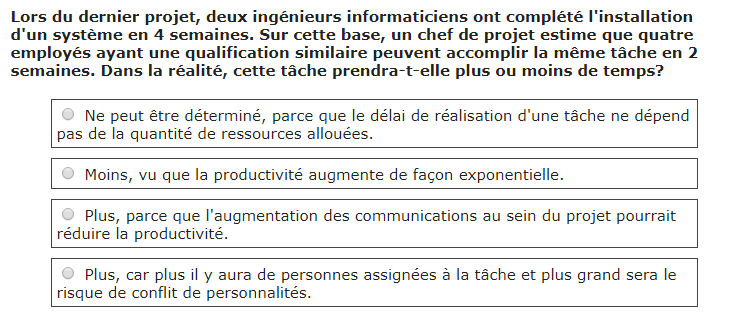 Lors du dernier projet, deux ingénieurs informaticiens ont complété l'installation
d'un système en 4 semaines. Sur cette base, un chef de projet estime que quatre
employés ayant une qualification similaire peuvent accomplir la même tâche en 2
semaines. Dans la réalité, cette tâche prendra-t-elle plus ou moins de temps?
Ne peut être déterminé, parce que le délai de réalisation d'une tâche ne dépend
pas de la quantité de ressources allouées.
Moins, vu que la productivité augmente de façon exponentielle.
Plus, parce que l'augmentation des communications au sein du projet pourrait
réduire la productivité.
Plus, car plus il y aura de personnes assignées à la tâche et plus grand sera le
risque de conflit de personnalités.